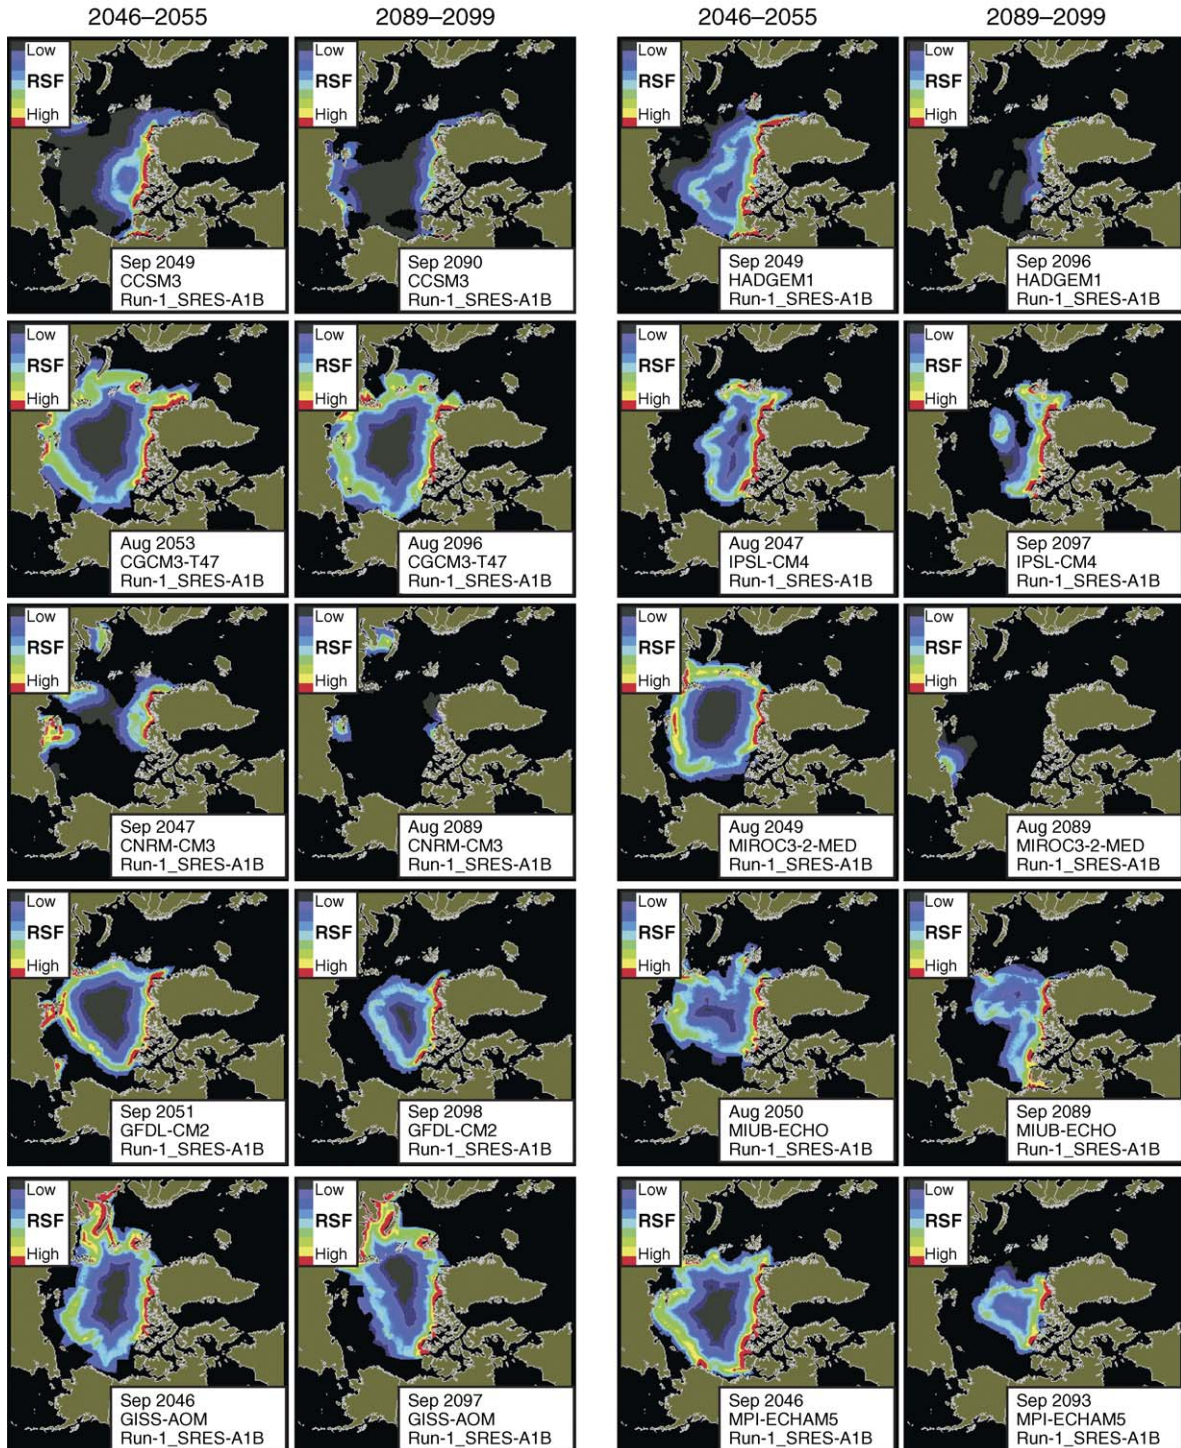 2046–2055
2089–2099
2046–2055
2089–2099
Low
RSF
High
Sep 2049
CCSM3
Run-1_SRES-A1B
Low
RSF
High
Sep 2090
CCSM3
Run-1_SRES-A1B
Low
RSF
High
Sep 2049
HADGEM1
Run-1_SRES-A1B
Low
RSF
High
Sep 2096
HADGEM1
Run-1_SRES-A1B
Low
RSF
High
Aug 2053
CGCM3-T47
Run-1_SRES-A1B
Low
RSF
High
Aug 2096
CGCM3-T47
Run-1_SRES-A1B
Low
RSF
High
Aug 2047
IPSL-CM4
Run-1_SRES-A1B
Low
RSF
High
Sep 2097
IPSL-CM4
Run-1_SRES-A1B
Low
RSF
High
Sep 2047
CNRM-CM3
Run-1_SRES-A1B
Low
RSF
High
Aug 2089
CNRM-CM3
Run-1_SRES-A1B
Low
RSF
High
Aug 2049
MIROC3-2-MED
Run-1_SRES-A1B
Low
RSF
High
Aug 2089
MIROC3-2-MED
Run-1_SRES-A1B
Low
RSF
High
Sep 2051
GFDL-CM2
Run-1_SRES-A1B
Low
RSF
High
Sep 2098
GFDL-CM2
Run-1_SRES-A1B
Low
RSF
High
Aug 2050
MIUB-ECHO
Run-1_SRES-A1B
Low
RSF
High
Sep 2089
MIUB-ECHO
Run-1_SRES-A1B
Low
RSF
High
Sep 2046
GISS-AOM
Run-1_SRES-A1B
Low
RSF
High
Sep 2097
GISS-AOM
Run-1_SRES-A1B
Low
RSF
High
Sep 2046
MPI-ECHAM5
Run-1_SRES-A1B
Low
RSF
High
Sep 2093
MPI-ECHAM5
Run-1_SRES-A1B